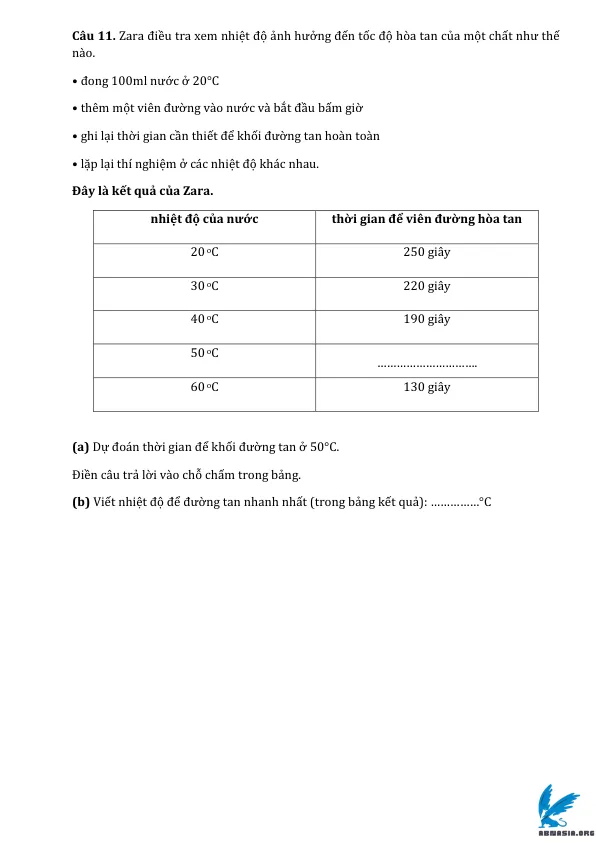 Câu 11. Zara điều tra xem nhiệt độ ảnh hưởng đến tốc độ hòa tan của một chất như thế
nào.
• đong 100ml nước ở 20°C
• thêm một viên đường vào nước và bắt đầu bấm giờ
• ghi lại thời gian cần thiết để khối đường tan hoàn toàn
• lặp lại thí nghiệm ở các nhiệt độ khác nhau.
Đây là kết quả của Zara.
nhiệt độ của nước thời gian để viên đường hòa tan
20 ᵒC 250 giây
30 ᵒC 220 giây
40 ᵒC 190 giây
50 ᵒC ………………………….
60 ᵒC 130 giây
(a) Dự đoán thời gian để khối đường tan ở 50°C.
Điền câu trả lời vào chỗ chấm trong bảng.
(b) Viết nhiệt độ để đường tan nhanh nhất (trong bảng kết quả): ……………°C
ABNASIA.ORG